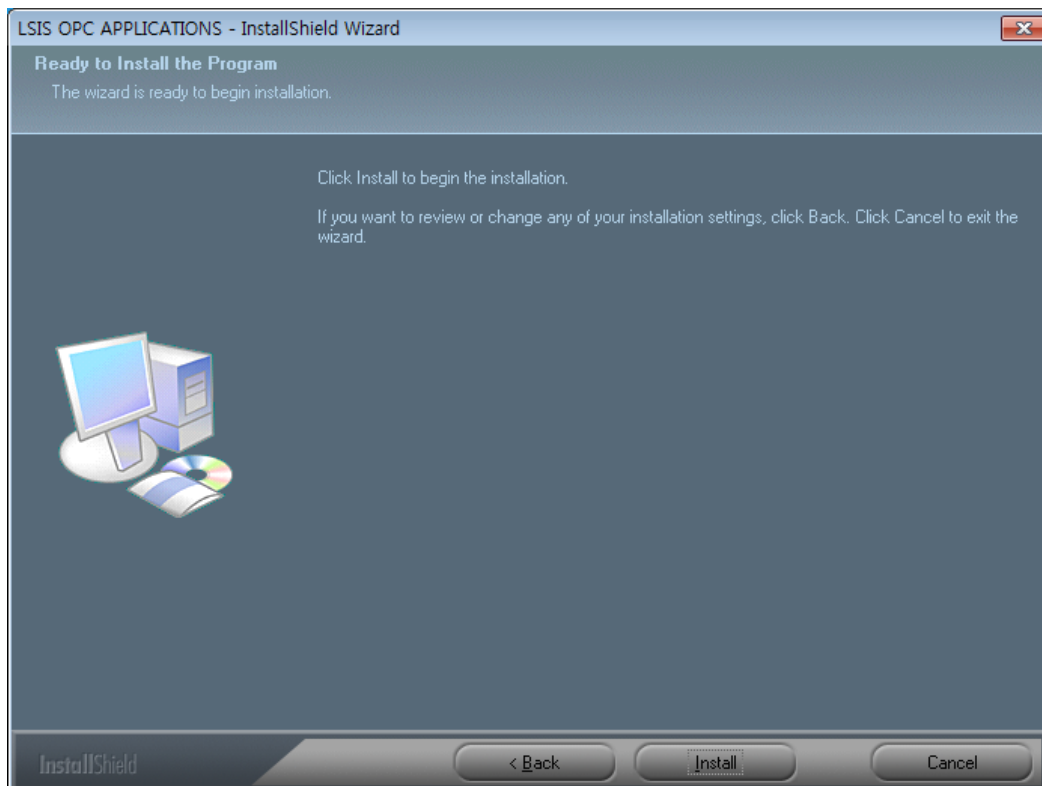 LSIS OPC APPLICATIONS - InstallShield Wizard
Ready to Install the Program
The wizard is ready to begin installation.
Click Install to begin the installation.
If you want to review or change any of your installation settings, click Back. Click Cancel to exit the
wizard.
InstallShield
< Back
Install
Cancel